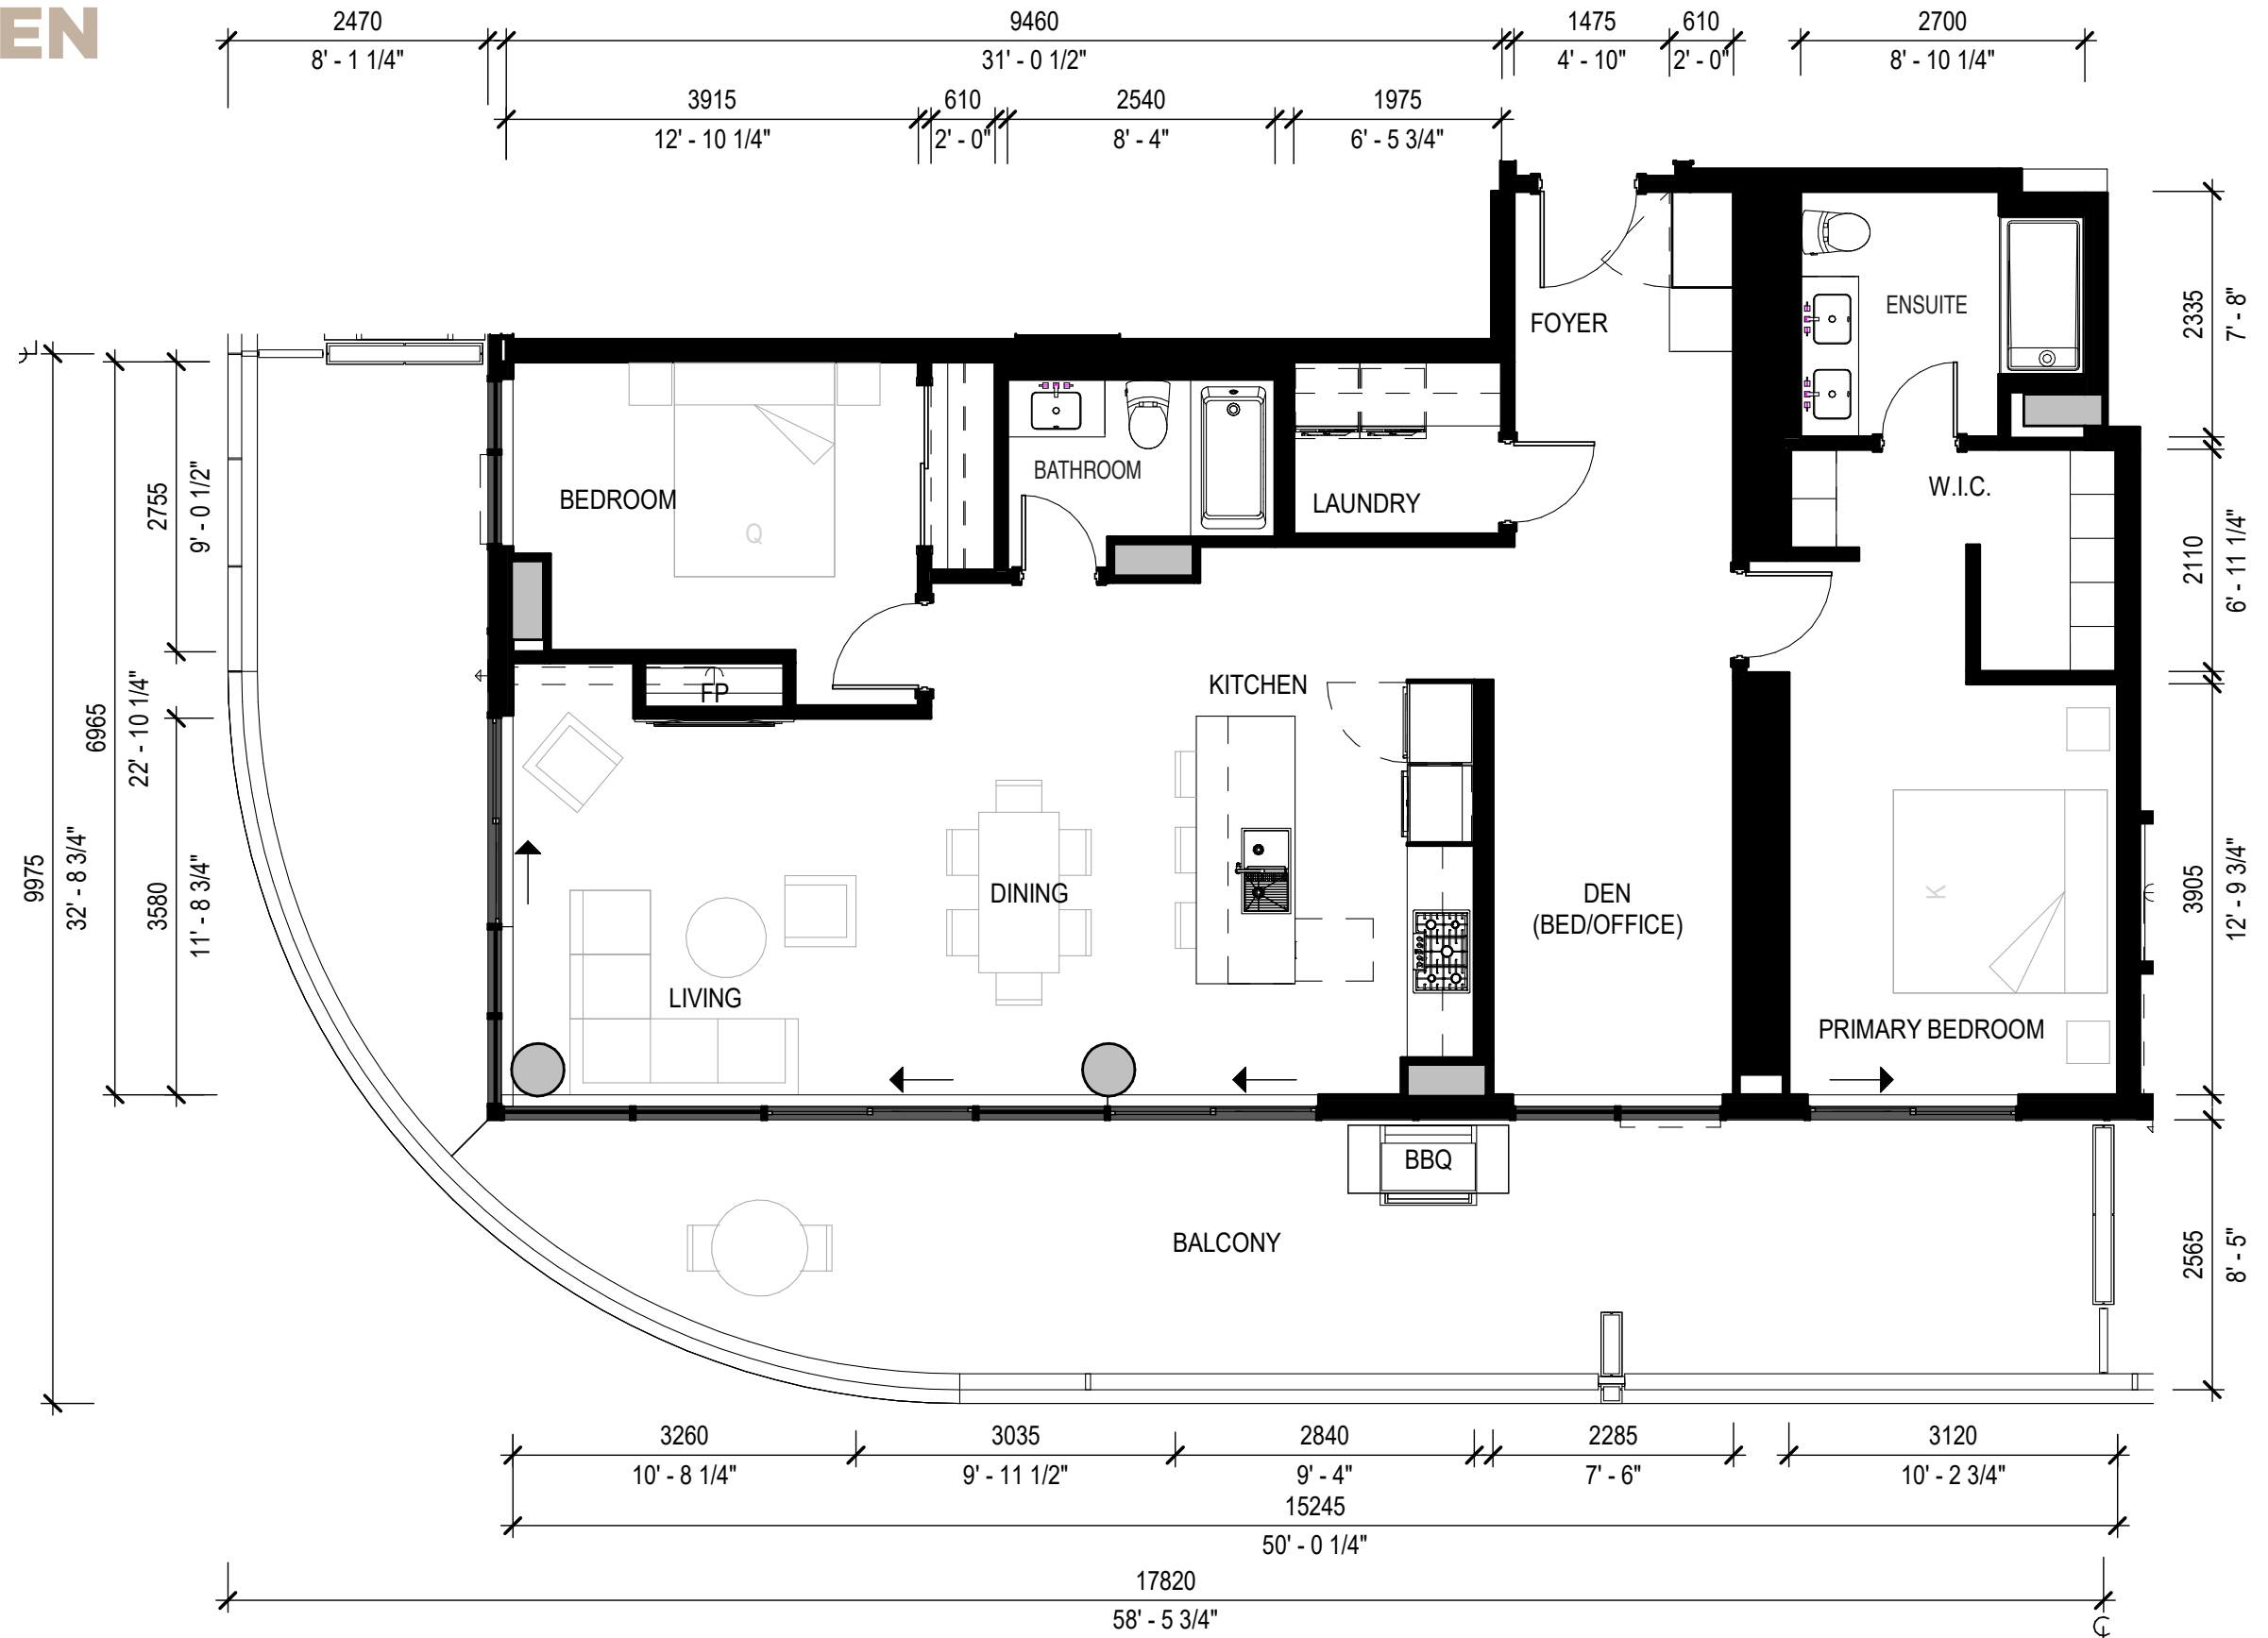 EN
2470
9460
1475
610
2700
8' - 1 1/4"
31' - 0 1/2"
4' - 10"
2' - 0"
8' - 10 1/4"
3915
610
2540
1975
12' - 10 1/4"
2' - 0"
8' - 4"
6' - 5 3/4"
FOYER
ENSUITE
2335
7' - 8"
BEDROOM
BATHROOM
LAUNDRY
W.I.C.
Q
2755
9' - 0 1/2"
2110
6' - 11 1/4"
FP
KITCHEN
6965
22' - 10 1/4"
9975
32' - 8 3/4"
3580
11' - 8 3/4"
DINING
DEN
(BED/OFFICE)
K
3905
12' - 9 3/4"
LIVING
PRIMARY BEDROOM
BBQ
BALCONY
2565
8' - 5"
3260
3035
2840
2285
3120
10' - 8 1/4"
9' - 11 1/2"
9' - 4"
7' - 6"
10' - 2 3/4"
15245
50' - 0 1/4"
17820
58' - 5 3/4"